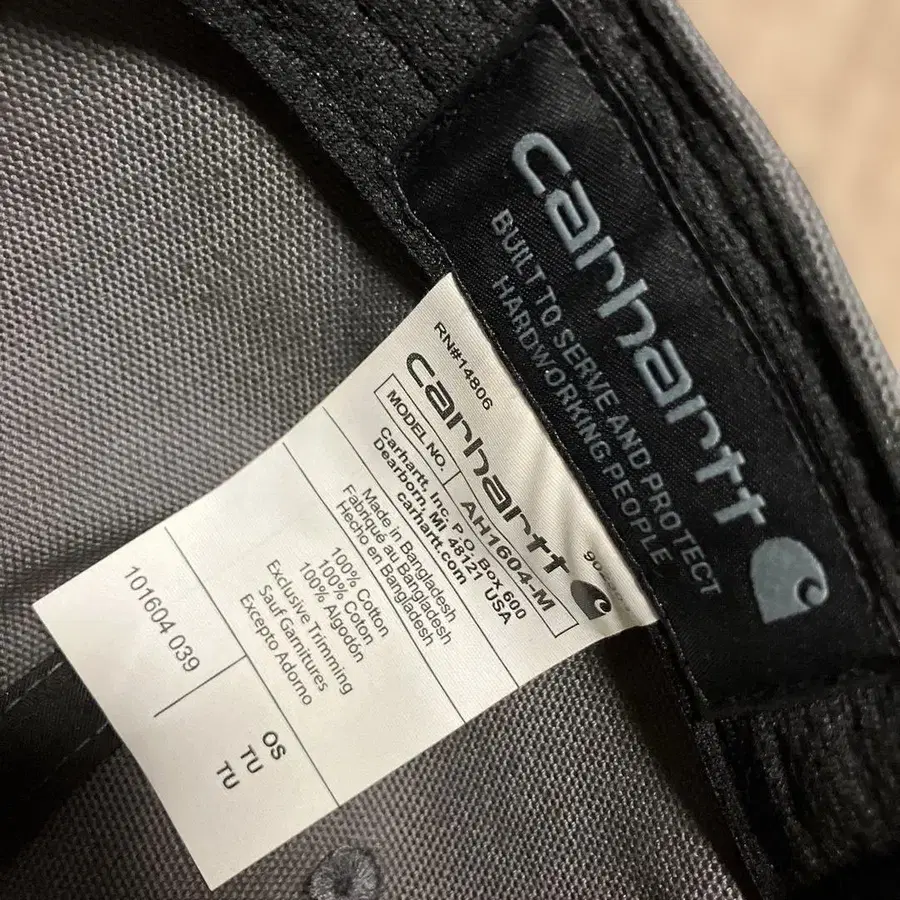 carhartt
BUILT TO SERVE AND PROTECT
HARDWORKING PEOPLE
RN#14806
carhartt
MODEL NO. AH1604-M
Carhartt, Inc. P.O. BOX 600
Dearborn, MI 48121 USA
carhartt.com
Made in Bangladesh
Fabriqué au Bangladesh
Hecho en Bangladesh
100% Cotton
100% Coton
100% Algodón
Exclusive Trimming
Sauf Garnitures
Excepto Adorno
101604 039
OS
TU
TU